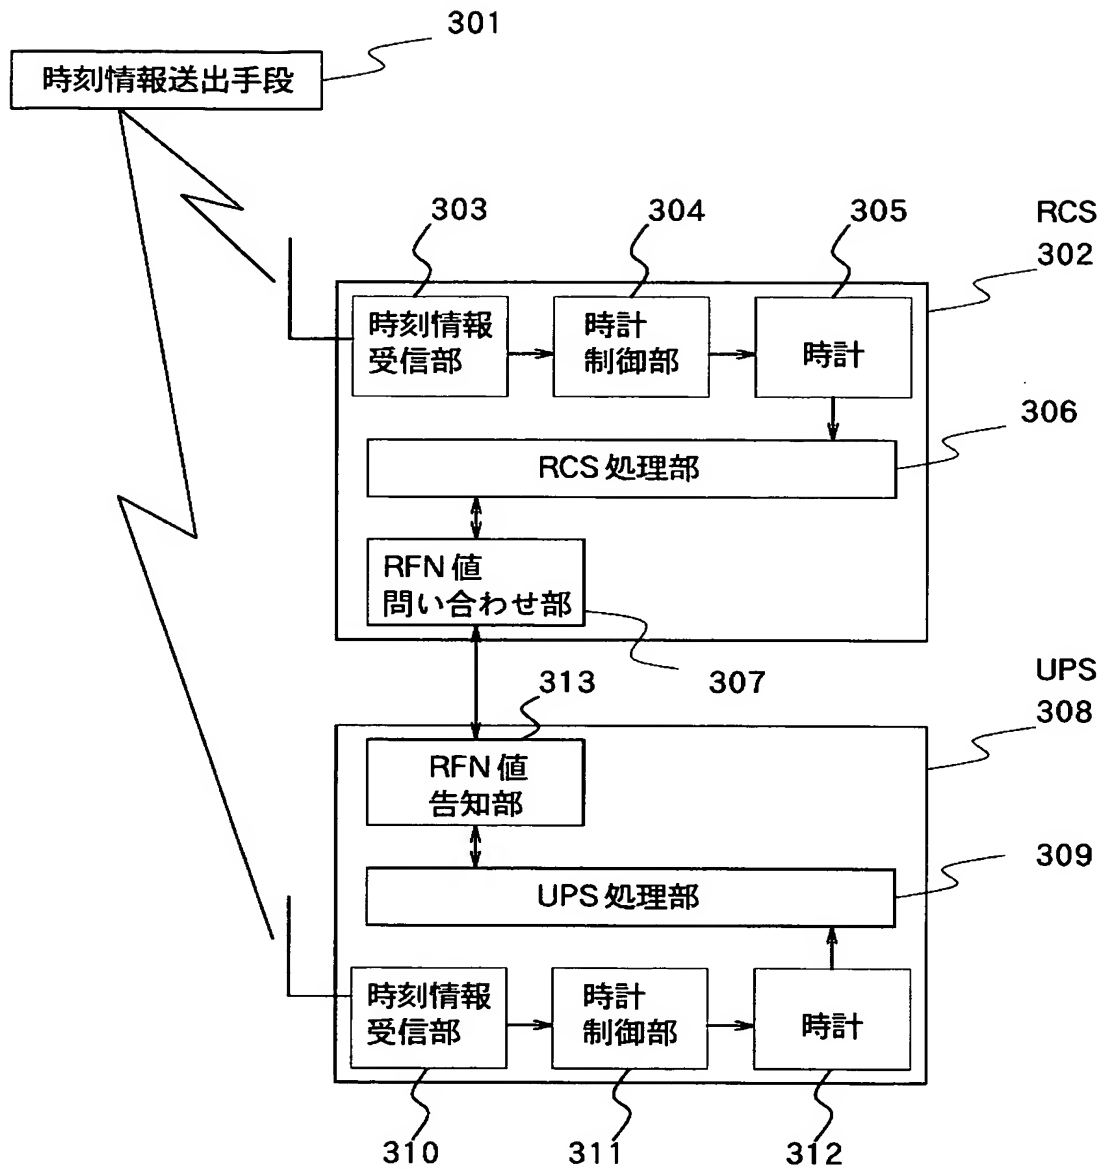 301
時刻情報送出手段
303
304
305
RCS
302
時刻情報
受信部
時計
制御部
時計
306
RCS 処理部
RFN 値
問い合わせ部
307
313
UPS
308
RFN 値
告知部
309
UPS 処理部
時刻情報
受信部
時計
制御部
時計
310
311
312